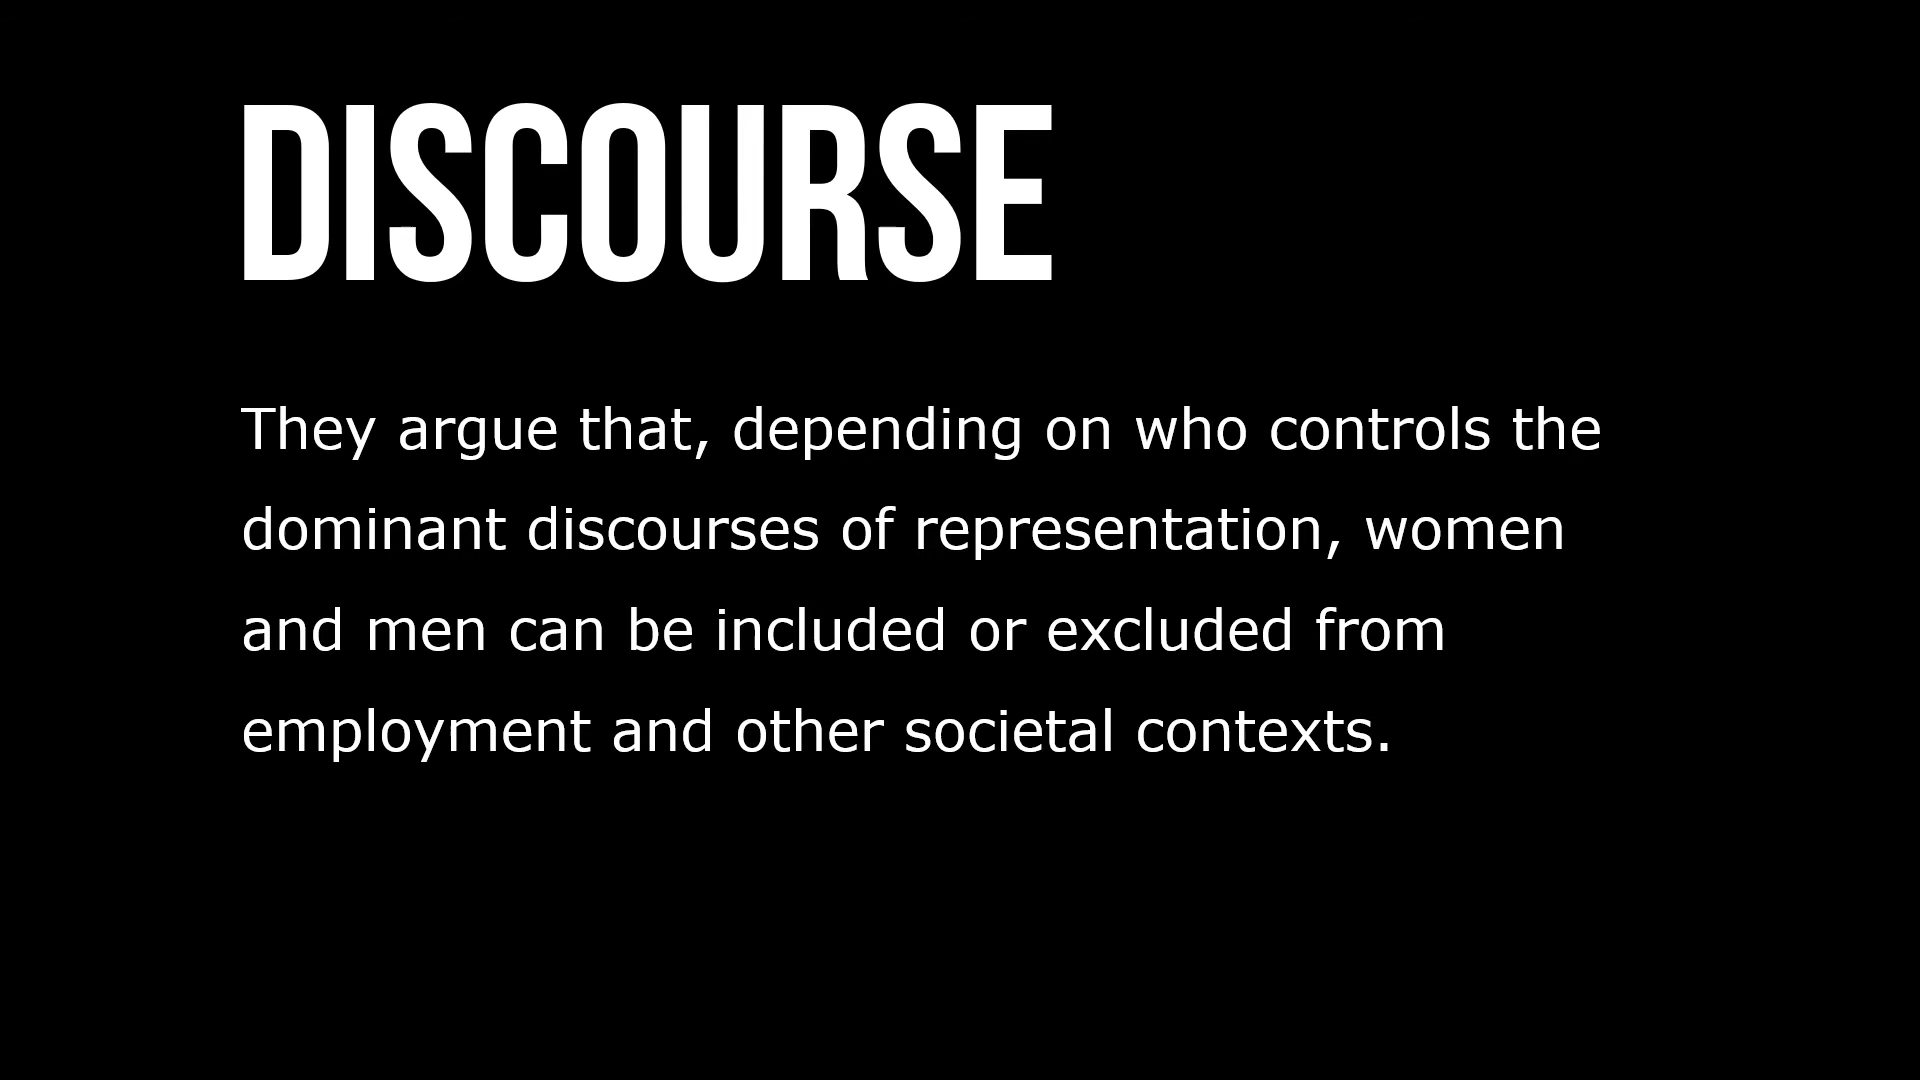 DISCOURSE
They argue that, depending on who controls the
dominant discourses of representation, women
and men can be included or excluded from
employment and other societal contexts.